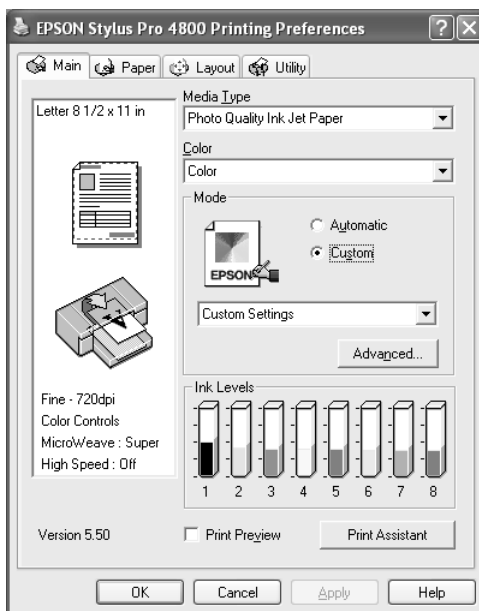 EPSON Stylus Pro 4800 Printing Preferences
Main Paper Layout Utility
Letter 8 1/2 x 11 in
Media Type
Photo Quality Ink Jet Paper
Color
Color
Mode
EPSON
Automatic
Custom
Custom Settings
Advanced...
Fine - 720dpi
Color Controls
MicroWeave : Super
High Speed : Off
Ink Levels
1 2 3 4 5 6 7 8
Version 5.50
Print Preview
Print Assistant
OK Cancel Apply Help